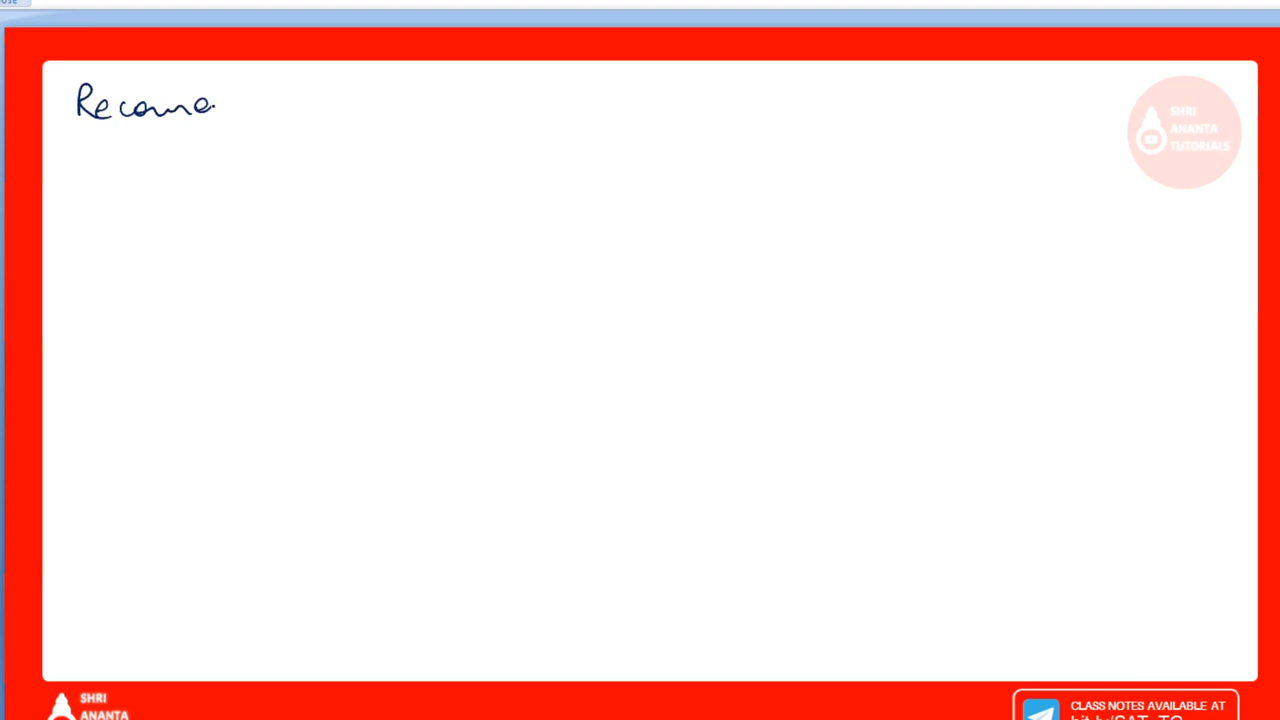 Recome
SHRI
ANANTA
TUTORIALS
SHRI
ANANTA
CLASS NOTES AVAILABLE AT